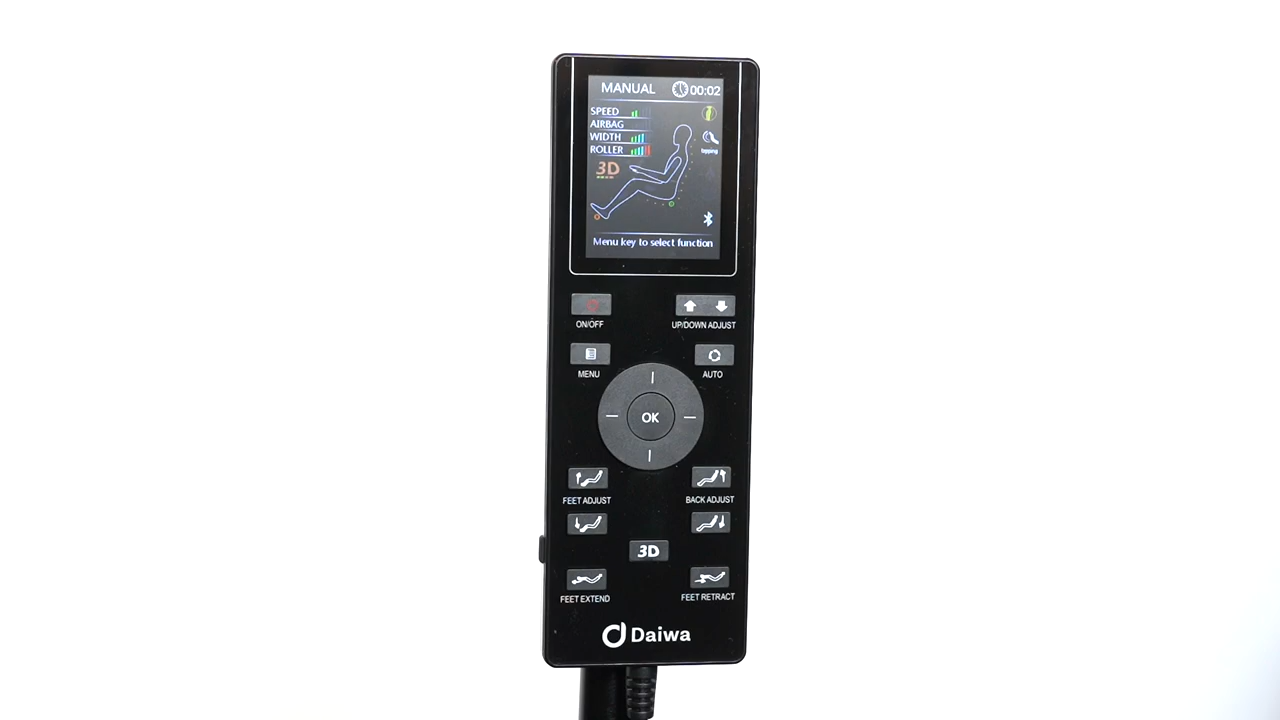 MANUAL 00:02
SPEED
AIRBAG
WIDTH
ROLLER
tapping
3D
Menu key to select function
ON/OFF
UP/DOWN ADJUST
MENU
AUTO
OK
FEET ADJUST
BACK ADJUST
3D
FEET EXTEND
FEET RETRACT
Daiwa